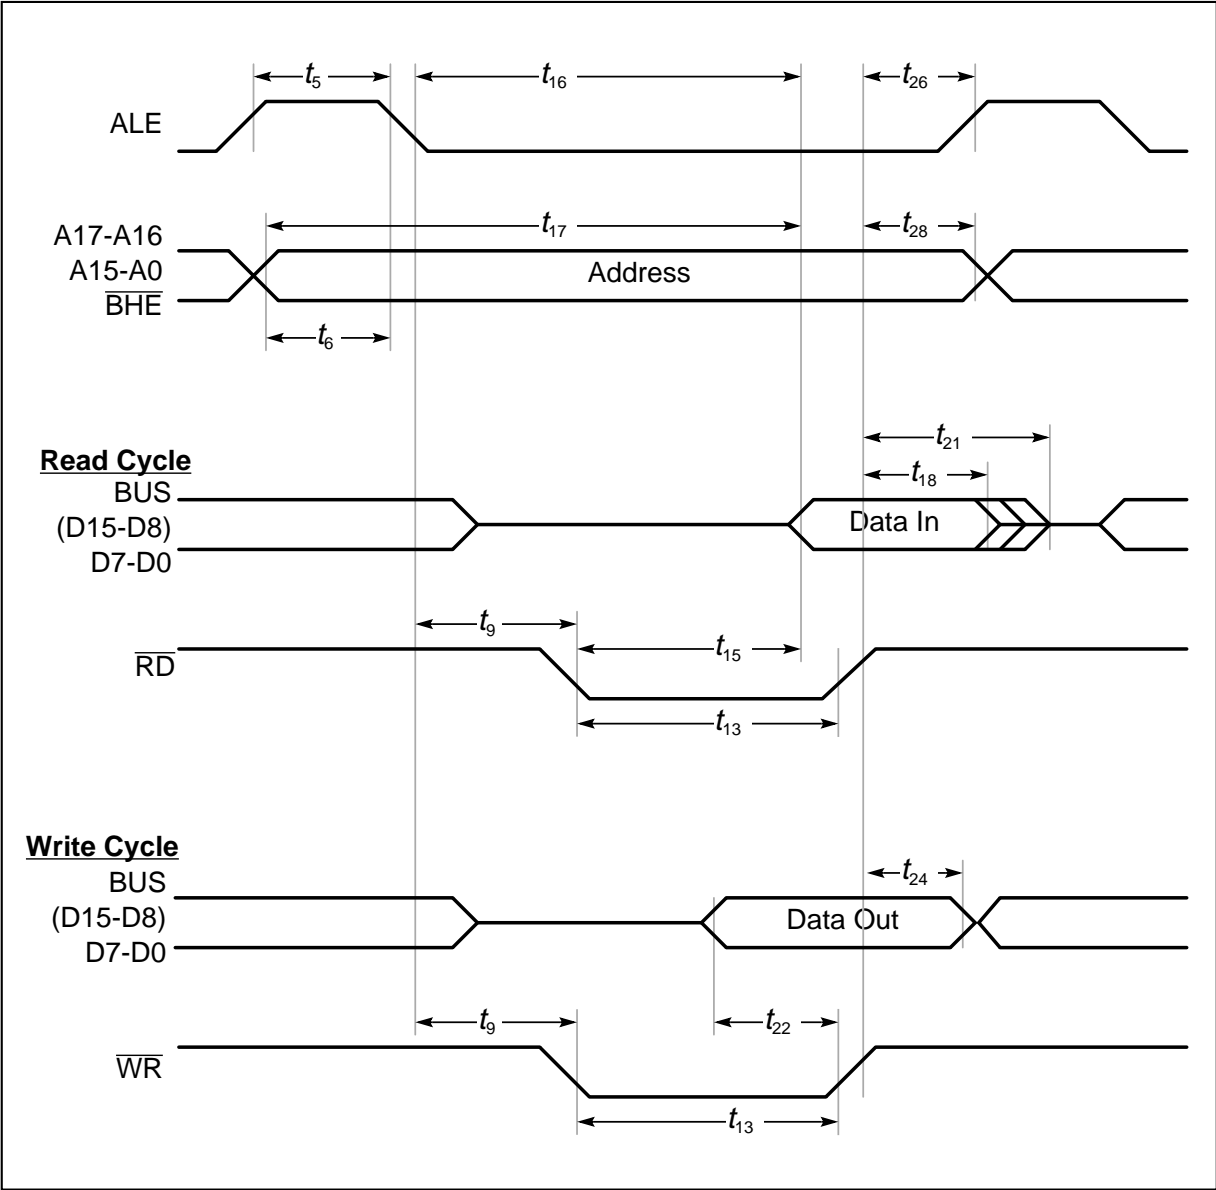 t5
t16
t26
ALE
t17
t28
A17-A16
A15-A0
BHE
Address
t6
t21
Read Cycle
t18
BUS
(D15-D8)
D7-D0
Data In
t9
t15
RD
t13
Write Cycle
t24
BUS
(D15-D8)
D7-D0
Data Out
t9
t22
WR
t13